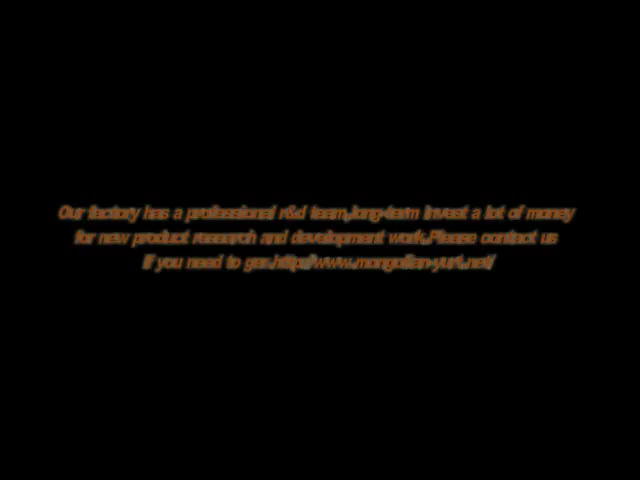 Our factory has a professional r&d team,long-term invest a lot of money
for new product research and development work.Please contact us
If you need to ger.http://www.mongolian-yurt.net/